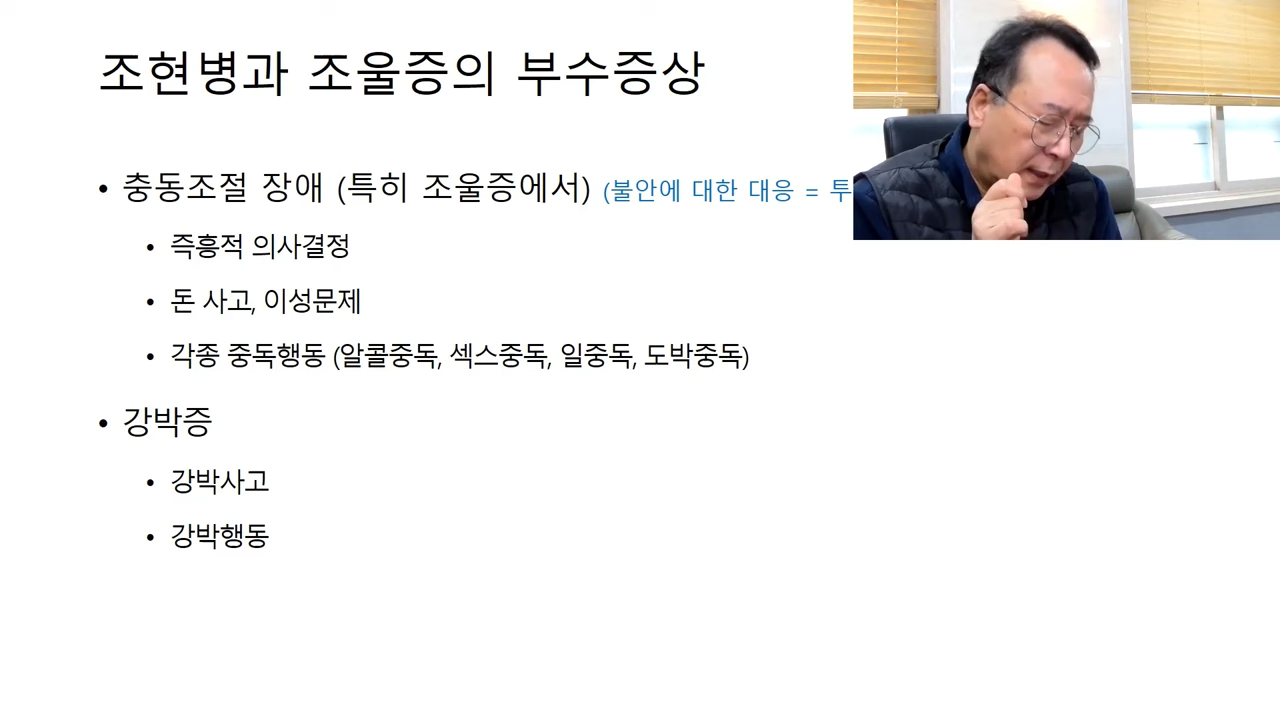 조현병과 조울증의 부수증상
• 충동조절 장애 (특히 조울증에서) (불안에 대한 대응 = 투
• 즉흥적 의사결정
• 돈 사고, 이성문제
• 각종 중독행동 (알콜중독, 섹스중독, 일중독, 도박중독)
• 강박증
• 강박사고
• 강박행동